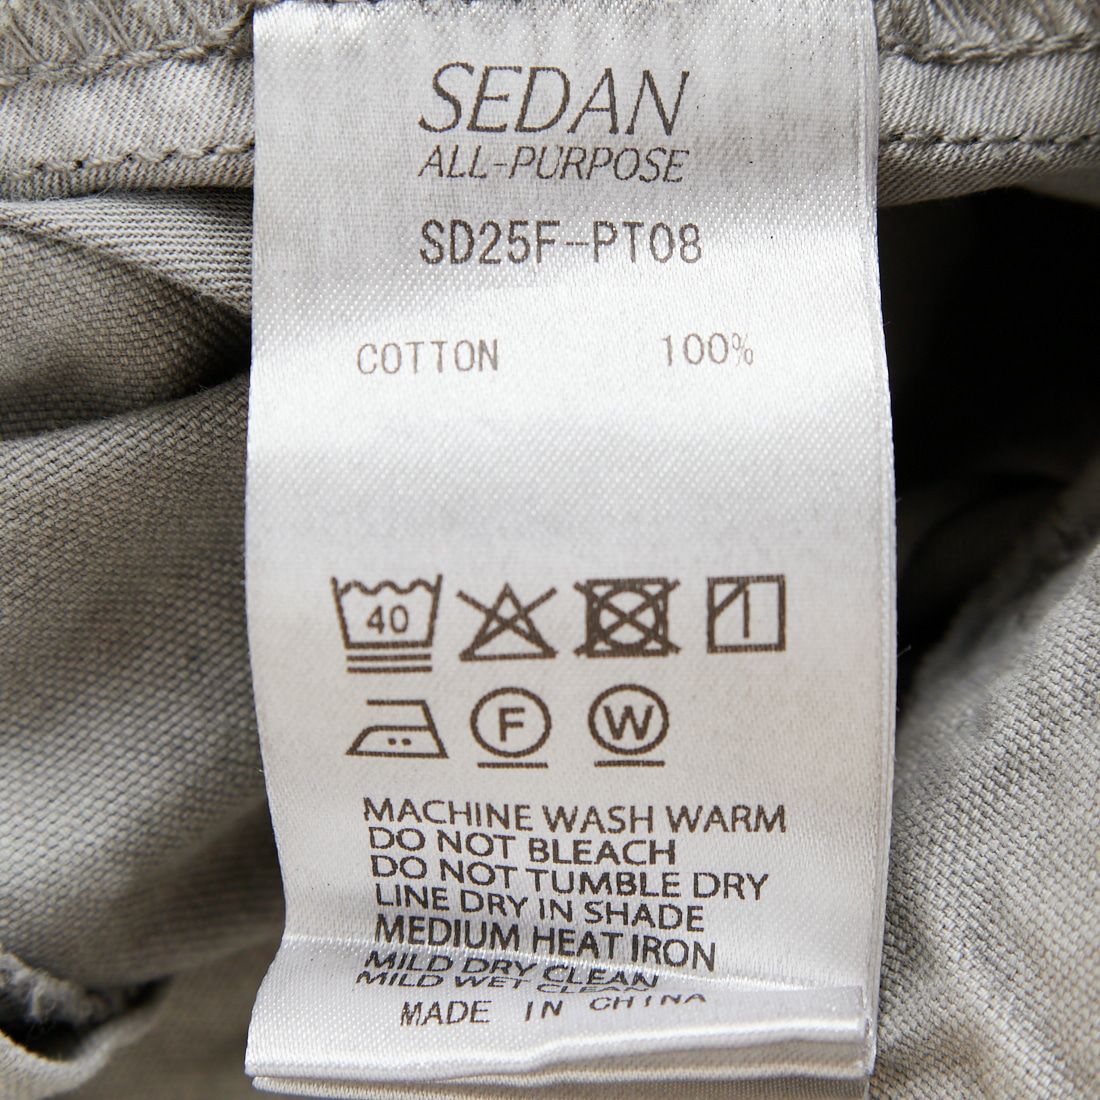 SEDAN
ALL-PURPOSE
SD25F-PT08
COTTON 100%
40
F W
MACHINE WASH WARM
DO NOT BLEACH
DO NOT TUMBLE DRY
LINE DRY IN SHADE
MEDIUM HEAT IRON
MILD DRY CLEAN
MILD WET CLEAN
MADE IN CHINA